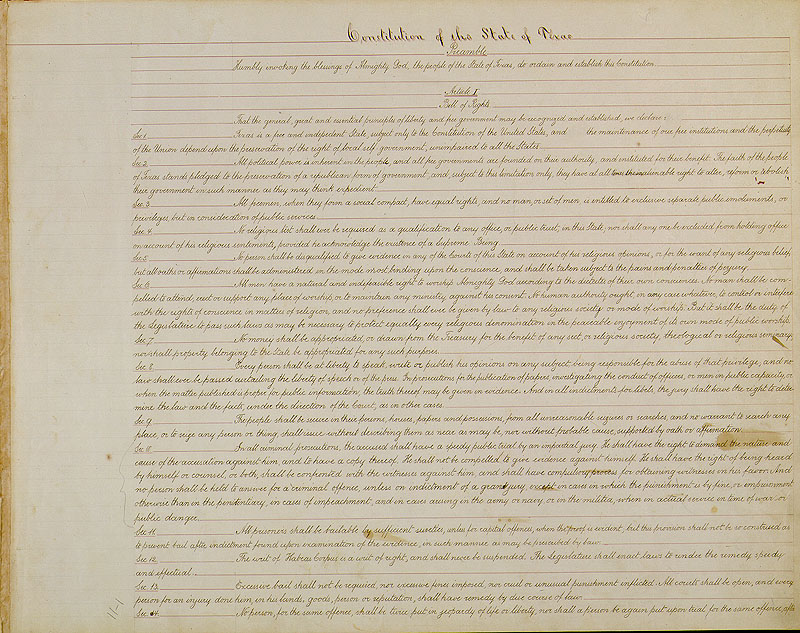 Constitution of the State of Texas
Preamble
Humbly invoking the blessings of Almighty God, the people of the State of Texas, do ordain and establish this Constitution.
Article I
Bill of Rights
That the general, great and essential principles of liberty and free government may be recognized and established, we declare:
Sec 1. Texas is a free and independent State, subject only to the Constitution of the United States, and the maintenance of our free institutions and the perpetuity
of the Union depend upon the preservation of the right of local self government, unimpaired to all the States.
Sec 2. All political power is inherent in the people, and all free governments are founded on their authority, and instituted for their benefit. The faith of the people
of Texas stands pledged to the preservation of a republican form of government, and, subject to this limitation only, they have at all times the inalienable right to alter, reform or abolish
their government in such manner as they may think expedient.
Sec. 3 All freemen, when they form a social compact, have equal rights, and no man, or set of men, is entitled to exclusive separate public emoluments, or
privileges, but in consideration of public services.
Sec. 4. No religious test shall ever be required as a qualification to any office, or public trust, in this State; nor shall any one be excluded from holding office
on account of his religious sentiments, provided he acknowledge the existence of a Supreme Being.
Sec. 5 No person shall be disqualified to give evidence in any of the Courts of this State on account of his religious opinions, or for the want of any religious belief,
but all oaths or affirmations shall be administered in the mode most binding upon the conscience, and shall be taken subject to the pains and penalties of perjury.
Sec. 6 All men have a natural and indefeasible right to worship Almighty God according to the dictates of their own consciences. No man shall be com-
pelled to attend, erect or support any place of worship, or to maintain any ministry against his consent. No human authority ought, in any case whatever, to control or interfere
with the rights of conscience in matters of religion, and no preference shall ever be given by law to any religious society or mode of worship. But it shall be the duty of
the Legislature to pass such laws as may be necessary to protect equally every religious denomination in the peaceable enjoyment of its own mode of public worship.
Sec. 7 No money shall be appropriated, or drawn from the Treasury for the benefit of any sect, or religious society, theological or religious seminary,
nor shall property belonging to the State be appropriated for any such purposes.
Sec. 8 Every person shall be at liberty to speak, write or publish his opinions on any subject, being responsible for the abuse of that privilege, and no
law shall ever be passed curtailing the liberty of speech or of the press. In prosecutions for the publication of papers, investigating the conduct of officers, or men in public capacity, or
when the matter published is proper for public information, the truth thereof may be given in evidence. And in all indictments for libels, the jury shall have the right to deter-
mine the law and the facts, under the direction of the Court, as in other cases.
Sec. 9 The people shall be secure in their persons, houses, papers and possessions, from all unreasonable seizures or searches, and no warrant to search any
place, or to seize any person or thing, shall issue without describing them as near as may be, nor without probable cause, supported by oath or affirmation.
Sec. 10. In all criminal prosecutions, the accused shall have a speedy public trial by an impartial jury. He shall have the right to demand the nature and
cause of the accusation against him, and to have a copy thereof. He shall not be compelled to give evidence against himself. He shall have the right of being heard
by himself or counsel, or both, shall be confronted with the witnesses against him, and shall have compulsory process for obtaining witnesses in his favor. And
no person shall be held to answer for a criminal offence, unless on indictment of a grand jury, except in cases in which the punishment is by fine, or imprisonment
otherwise than in the penitentiary, in cases of impeachment, and in cases arising in the army or navy, or in the militia, when in actual service in time of war or
public danger.
Sec. 11 All prisoners shall be bailable by sufficient sureties, unless for capital offences, when the proof is evident, but this provision shall not be so construed as
to prevent bail after indictment found upon examination of the evidence, in such manner as may be prescribed by law.
Sec. 12. The writ of Habeas Corpus is a writ of right, and shall never be suspended. The Legislature shall enact laws to render the remedy speedy
and effectual.
Sec. 13. Excessive bail shall not be required, nor excessive fines imposed, nor cruel or unusual punishment inflicted. All courts shall be open, and every
person for an injury done him, in his lands, goods, person or reputation, shall have remedy by due course of law.
Sec. 14. No person, for the same offence, shall be twice put in jeopardy of life or liberty, nor shall a person be again put upon trial for the same offence, after
11-1